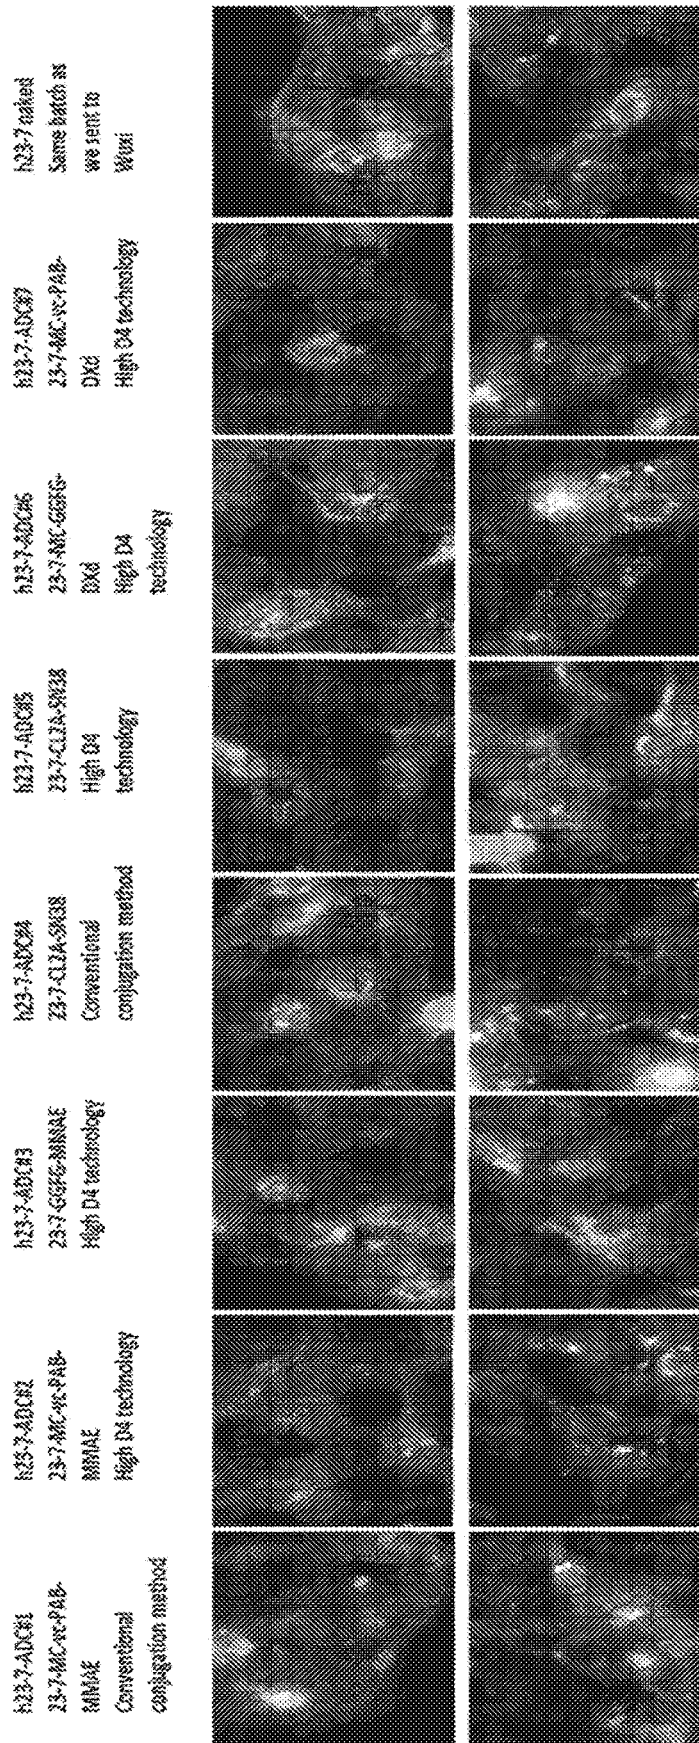 h23-7-ADC#1
23-7-MC-vc-PAB-
MMAE
Conventional
conjugation method
h23-7-ADC#2
23-7-MC-vc-PAB-
MMAE
High D4 technology
h23-7-ADC#3
23-7-GGFG-MMAE
High D4 technology
h23-7-ADC#4
23-7-CL2A-SN38
Conventional
conjugation method
h23-7-ADC#5
23-7-CL2A-SN38
High D4
technology
h23-7-ADC#6
23-7-MC-GGFG-
DXd
High D4
technology
h23-7-ADC#7
23-7-MC-vc-PAB-
DXd
High D4 technology
h23-7 naked
Same batch as
we sent to
Wuxi